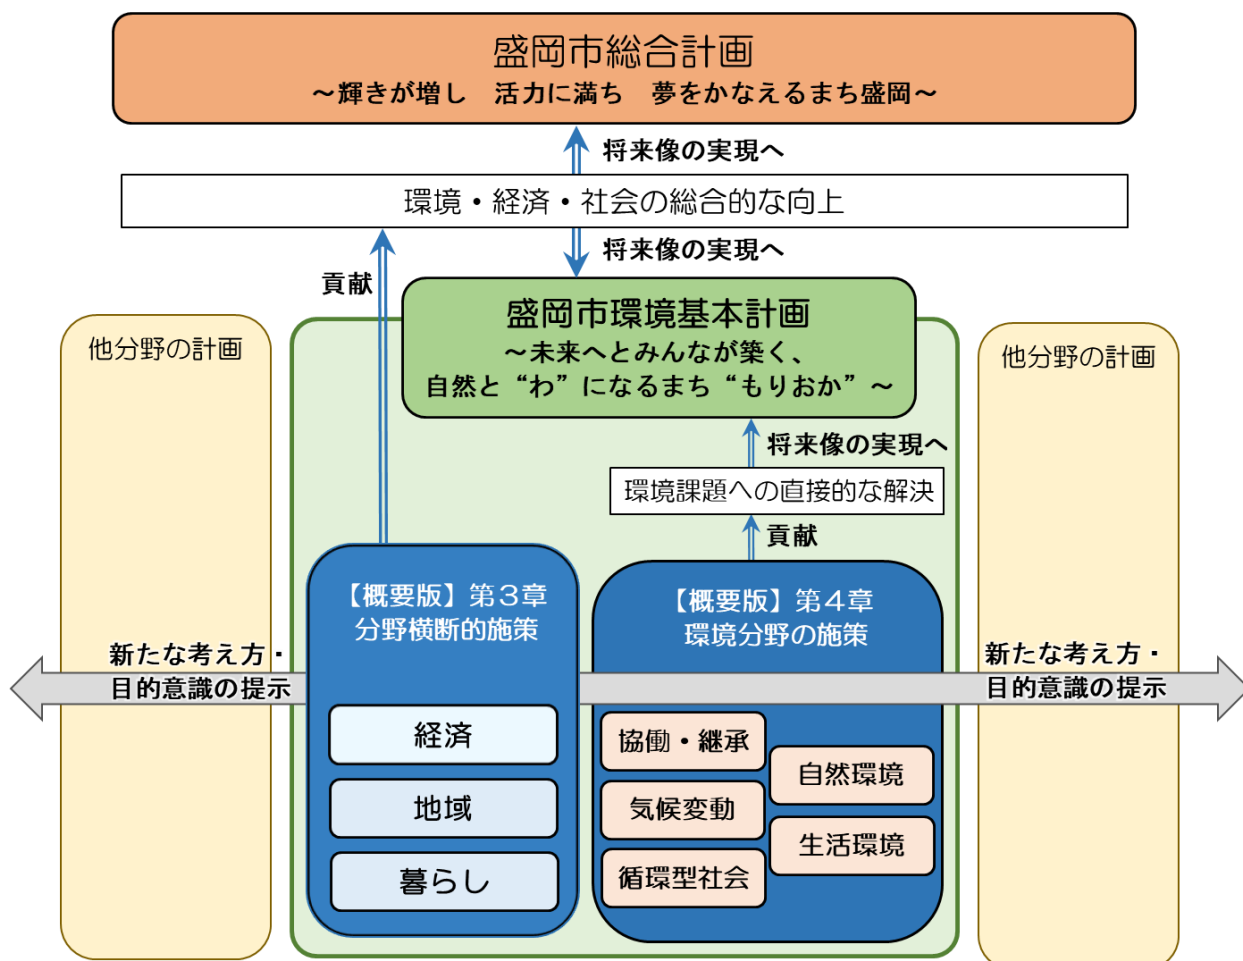 盛岡市総合計画
～輝きが増し　活力に満ち　夢をかなえるまち盛岡～
将来像の実現へ
環境・経済・社会の総合的な向上
将来像の実現へ
貢献
盛岡市環境基本計画
～未来へとみんなが築く、
自然と“わ”になるまち“もりおか”～
他分野の計画
他分野の計画
将来像の実現へ
環境課題への直接的な解決
貢献
【概要版】第３章
分野横断的施策
【概要版】第４章
環境分野の施策
新たな考え方・
目的意識の提示
新たな考え方・
目的意識の提示
経済
地域
暮らし
協働・継承
気候変動
循環型社会
自然環境
生活環境